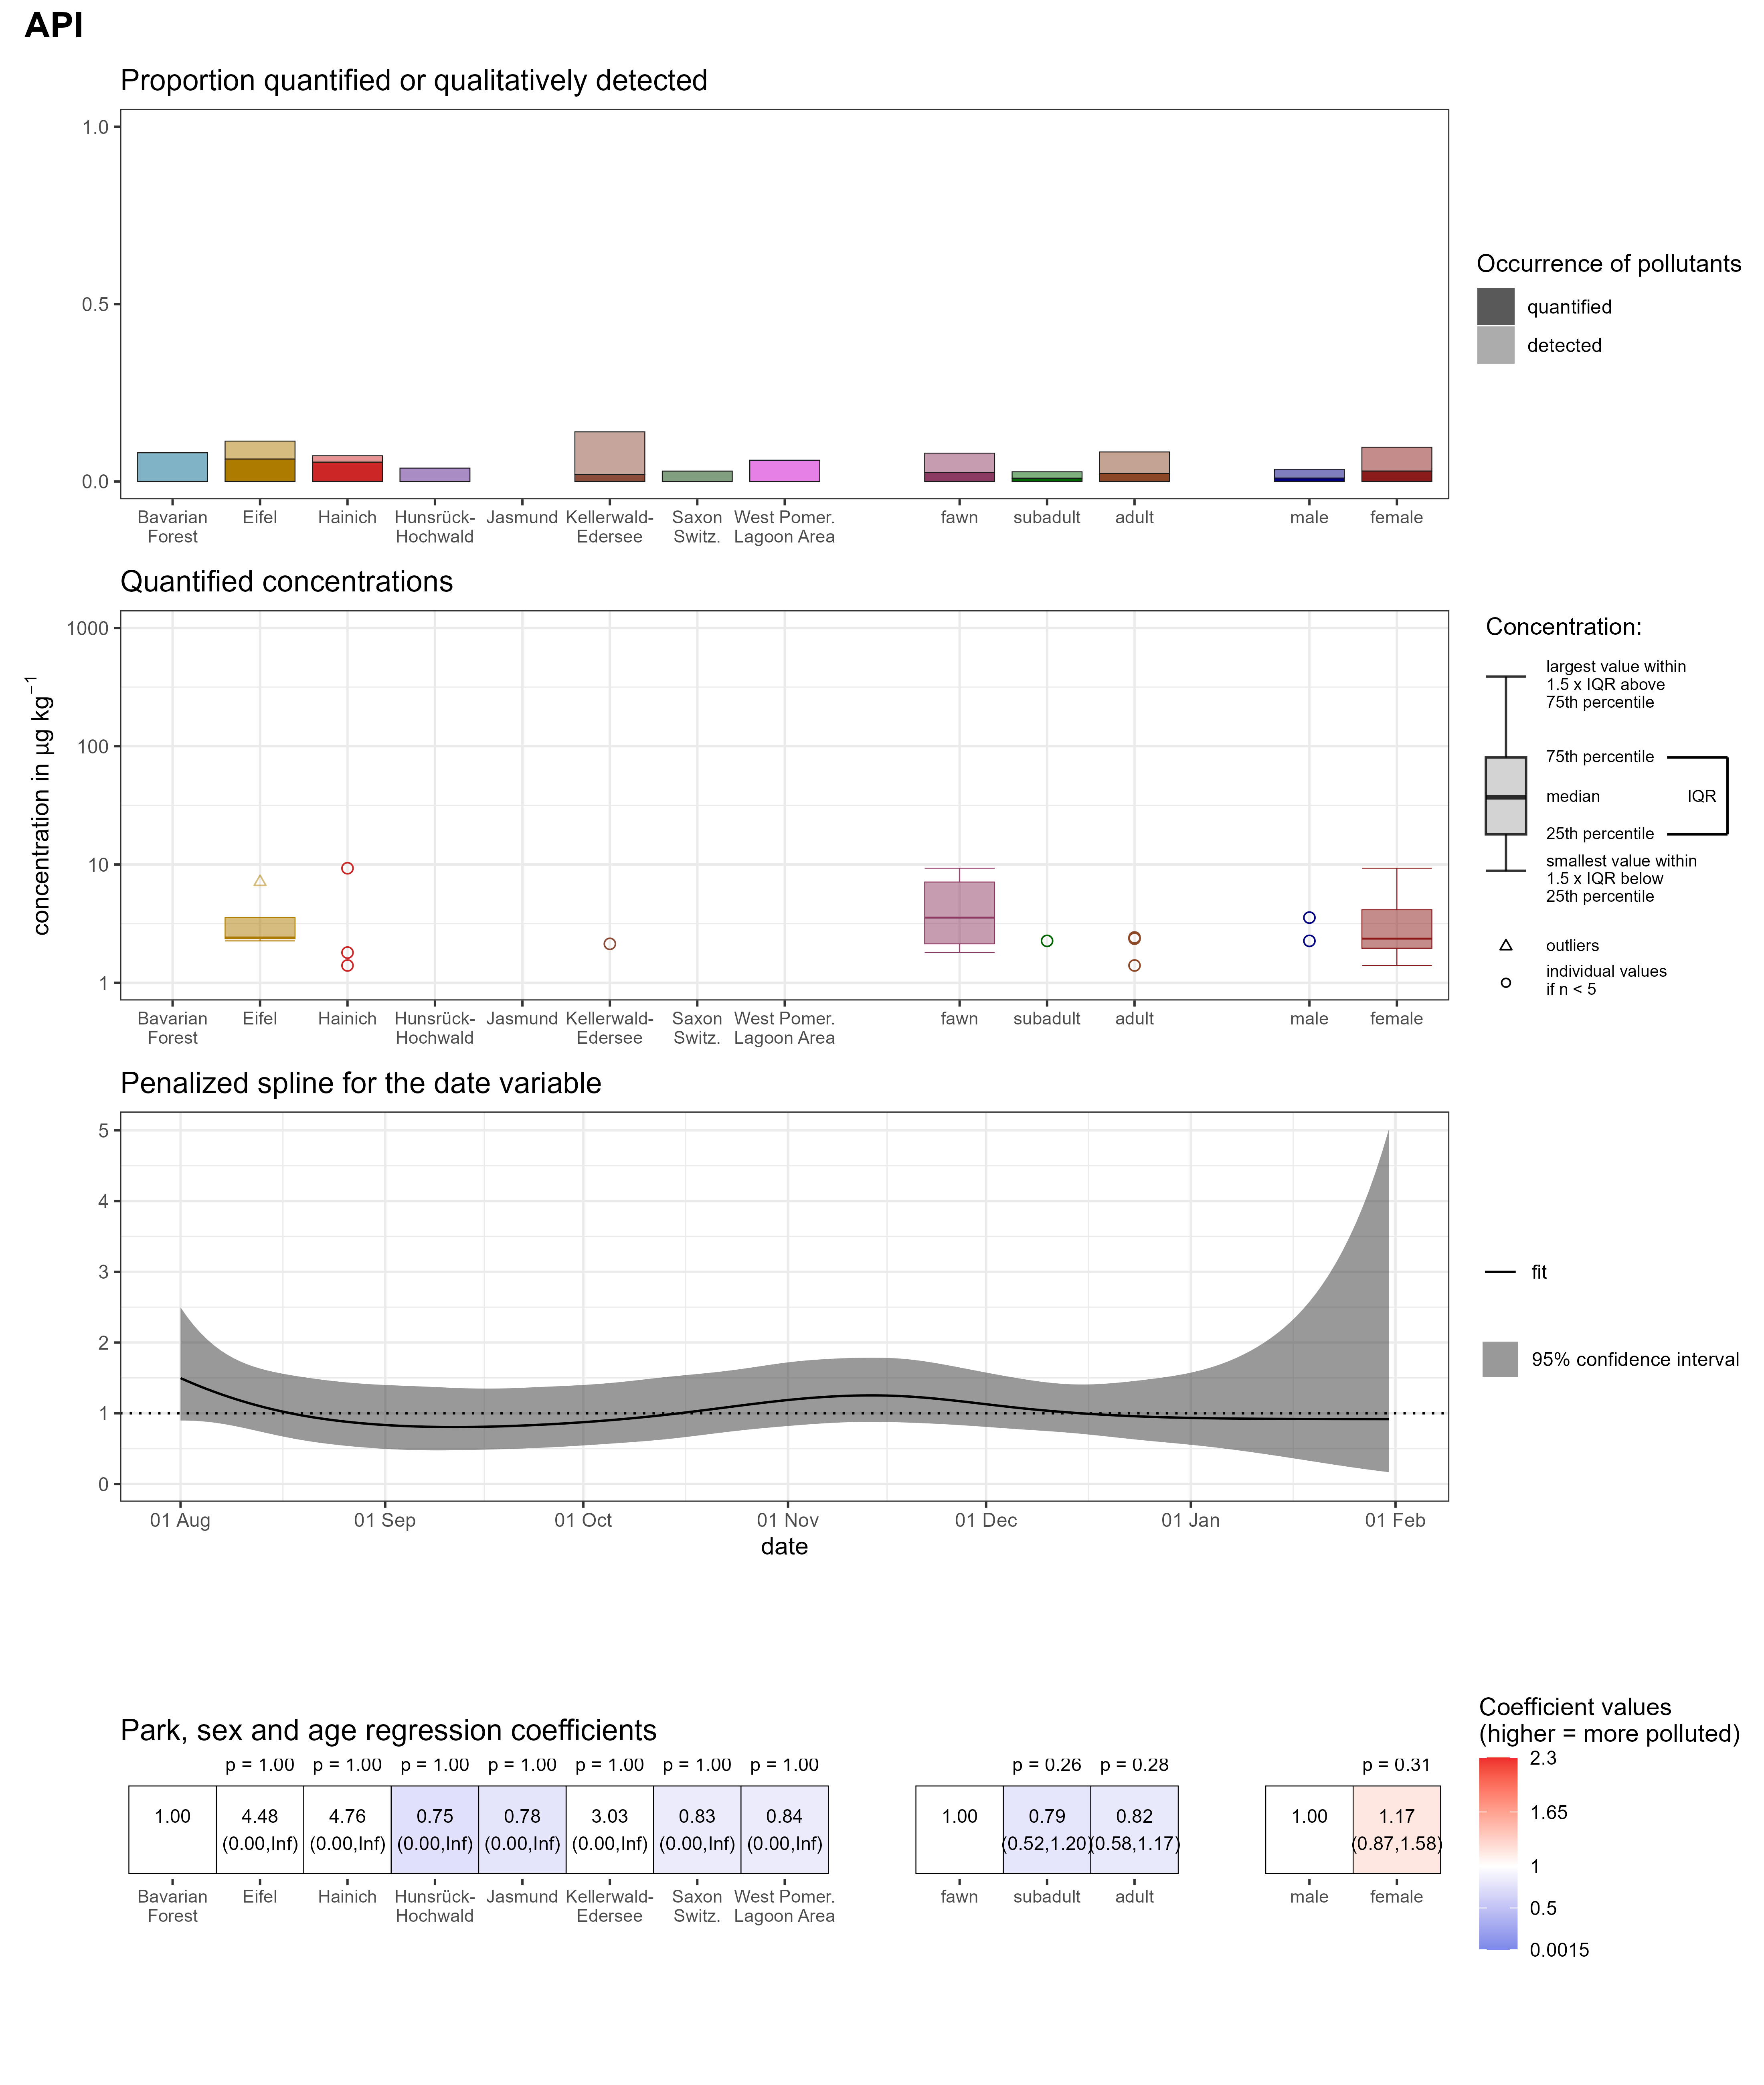 API
Proportion quantified or qualitatively detected
1.0
0.5
0.0
Bavarian Forest
Eifel
Hainich
Hunsrück-Hochwald
Jasmund
Kellerwald-Edersee
Saxon Switz.
West Pomer. Lagoon Area
fawn
subadult
adult
male
female
Occurrence of pollutants
quantified
detected
Quantified concentrations
concentration in µg kg⁻¹
1000
100
10
1
Bavarian Forest
Eifel
Hainich
Hunsrück-Hochwald
Jasmund
Kellerwald-Edersee
Saxon Switz.
West Pomer. Lagoon Area
fawn
subadult
adult
male
female
Concentration:
largest value within
1.5 x IQR above
75th percentile
75th percentile
median
IQR
25th percentile
smallest value within
1.5 x IQR below
25th percentile
outliers
individual values
if n < 5
Penalized spline for the date variable
5
4
3
2
1
0
01 Aug
01 Sep
01 Oct
01 Nov
01 Dec
01 Jan
01 Feb
date
fit
95% confidence interval
Park, sex and age regression coefficients
p = 1.00 p = 1.00 p = 1.00 p = 1.00 p = 1.00 p = 1.00 p = 1.00 p = 0.26 p = 0.28 p = 0.31
1.00 4.48 4.76 0.75 0.78 3.03 0.83 0.84 1.00 0.79 0.82 1.00 1.17
(0.00,Inf) (0.00,Inf) (0.00,Inf) (0.00,Inf) (0.00,Inf) (0.00,Inf) (0.00,Inf) (0.52,1.20) (0.58,1.17) (0.87,1.58)
Bavarian Forest
Eifel
Hainich
Hunsrück-Hochwald
Jasmund
Kellerwald-Edersee
Saxon Switz.
West Pomer. Lagoon Area
fawn
subadult
adult
male
female
Coefficient values
(higher = more polluted)
2.3
1.65
1
0.5
0.0015